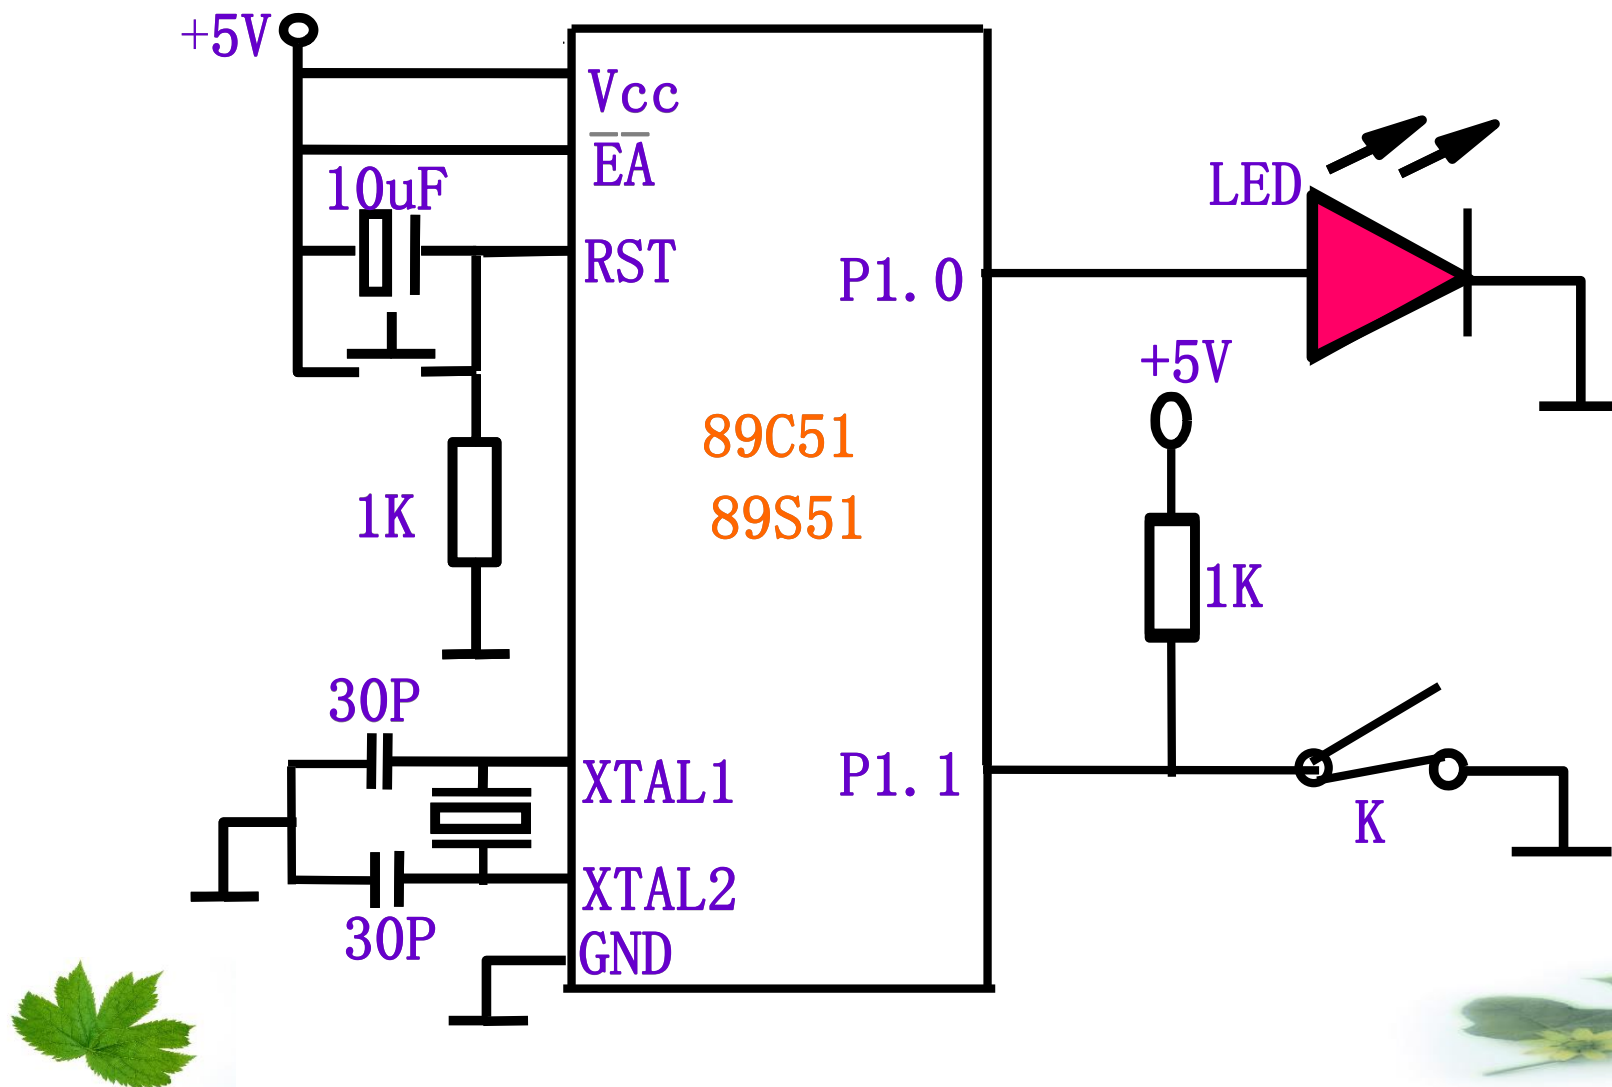 +5V
Vcc
EA
10uF
LED
RST
P1.0
+5V
89C51
1K
89S51
1K
30P
XTAL1
P1.1
K
XTAL2
30P
GND